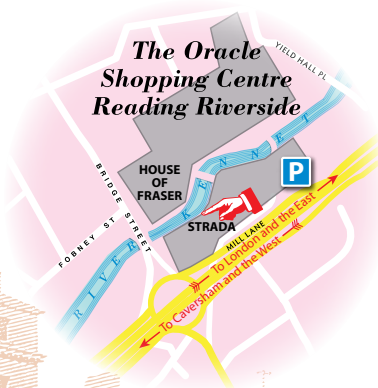 The Oracle
Shopping Centre
Reading Riverside
YIELD HALL PL
P
HOUSE
OF
FRASER
RIVER KENNET
BRIDGE STREET
FOBNEY ST
STRADA
MILL LANE
To London and the East
To Caversham and the West